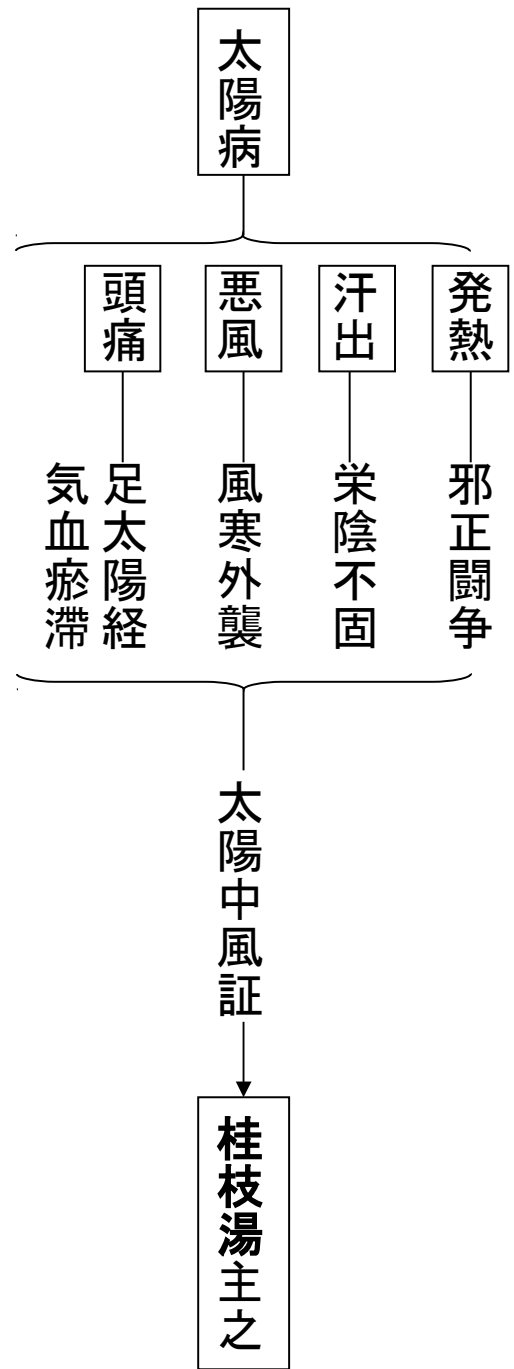 太陽病
発熱
汗出
悪風
頭痛
邪正闘争
栄陰不固
風寒外襲
足太陽経
気血瘀滞
太陽中風証
桂枝湯主之